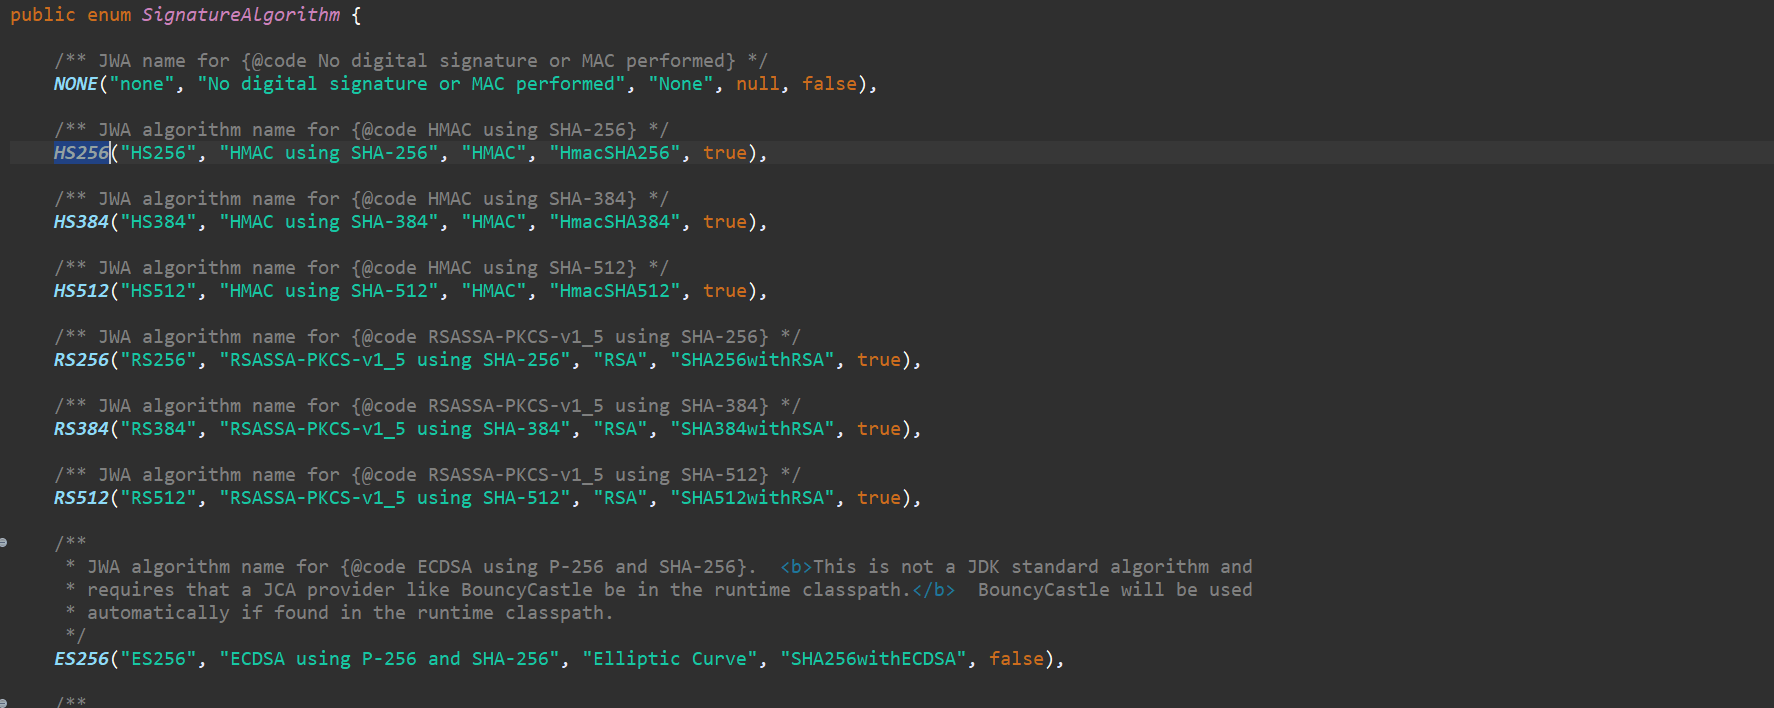 public enum SignatureAlgorithm {
/** JWA name for {@code No digital signature or MAC performed} */
NONE("none", "No digital signature or MAC performed", "None", null, false),
/** JWA algorithm name for {@code HMAC using SHA-256} */
HS256("HS256", "HMAC using SHA-256", "HMAC", "HmacSHA256", true),
/** JWA algorithm name for {@code HMAC using SHA-384} */
HS384("HS384", "HMAC using SHA-384", "HMAC", "HmacSHA384", true),
/** JWA algorithm name for {@code HMAC using SHA-512} */
HS512("HS512", "HMAC using SHA-512", "HMAC", "HmacSHA512", true),
/** JWA algorithm name for {@code RSASSA-PKCS-v1_5 using SHA-256} */
RS256("RS256", "RSASSA-PKCS-v1_5 using SHA-256", "RSA", "SHA256withRSA", true),
/** JWA algorithm name for {@code RSASSA-PKCS-v1_5 using SHA-384} */
RS384("RS384", "RSASSA-PKCS-v1_5 using SHA-384", "RSA", "SHA384withRSA", true),
/** JWA algorithm name for {@code RSASSA-PKCS-v1_5 using SHA-512} */
RS512("RS512", "RSASSA-PKCS-v1_5 using SHA-512", "RSA", "SHA512withRSA", true),
/**
* JWA algorithm name for {@code ECDSA using P-256 and SHA-256}.  <b>This is not a JDK standard algorithm and
* requires that a JCA provider like BouncyCastle be in the runtime classpath.</b>  BouncyCastle will be used
* automatically if found in the runtime classpath.
*/
ES256("ES256", "ECDSA using P-256 and SHA-256", "Elliptic Curve", "SHA256withECDSA", false),
/**